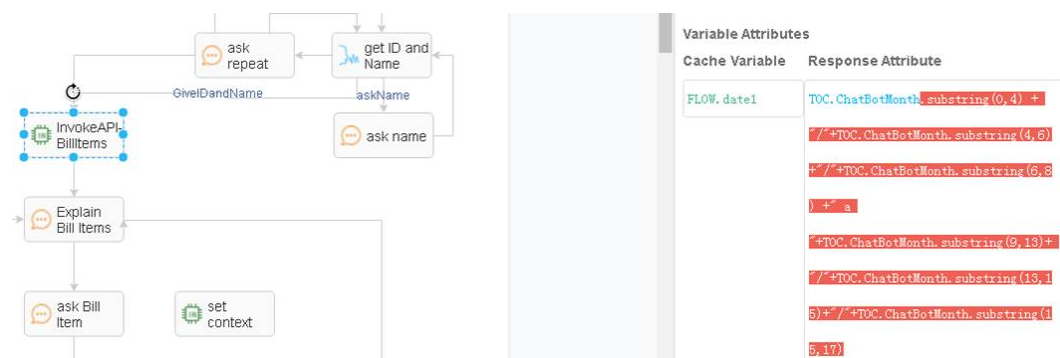 ask
repeat
get ID and
Name
GiveIDandName
askName
InvokeAPI-
BillItems
ask name
Explain
Bill Items
ask Bill
Item
set
context
Variable Attributes
Cache Variable Response Attribute
FLOW.date1
TOC.ChatBotMonth.substring(0,4) +
"/"+TOC.ChatBotMonth.substring(4,6)
+"/"+TOC.ChatBotMonth.substring(6,8
) +" a
"+TOC.ChatBotMonth.substring(9,13)+
"/"+TOC.ChatBotMonth.substring(13,1
5)+"/"+TOC.ChatBotMonth.substring(1
5,17)